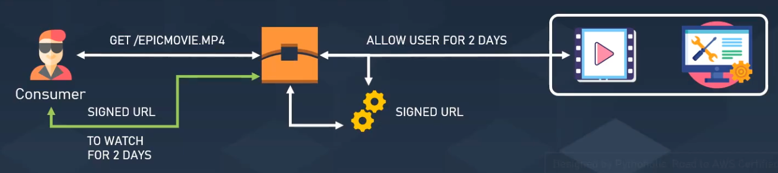 GET /EPICMOVIE.MP4
ALLOW USER FOR 2 DAYS
Consumer
SIGNED URL
SIGNED URL
TO WATCH
FOR 2 DAYS